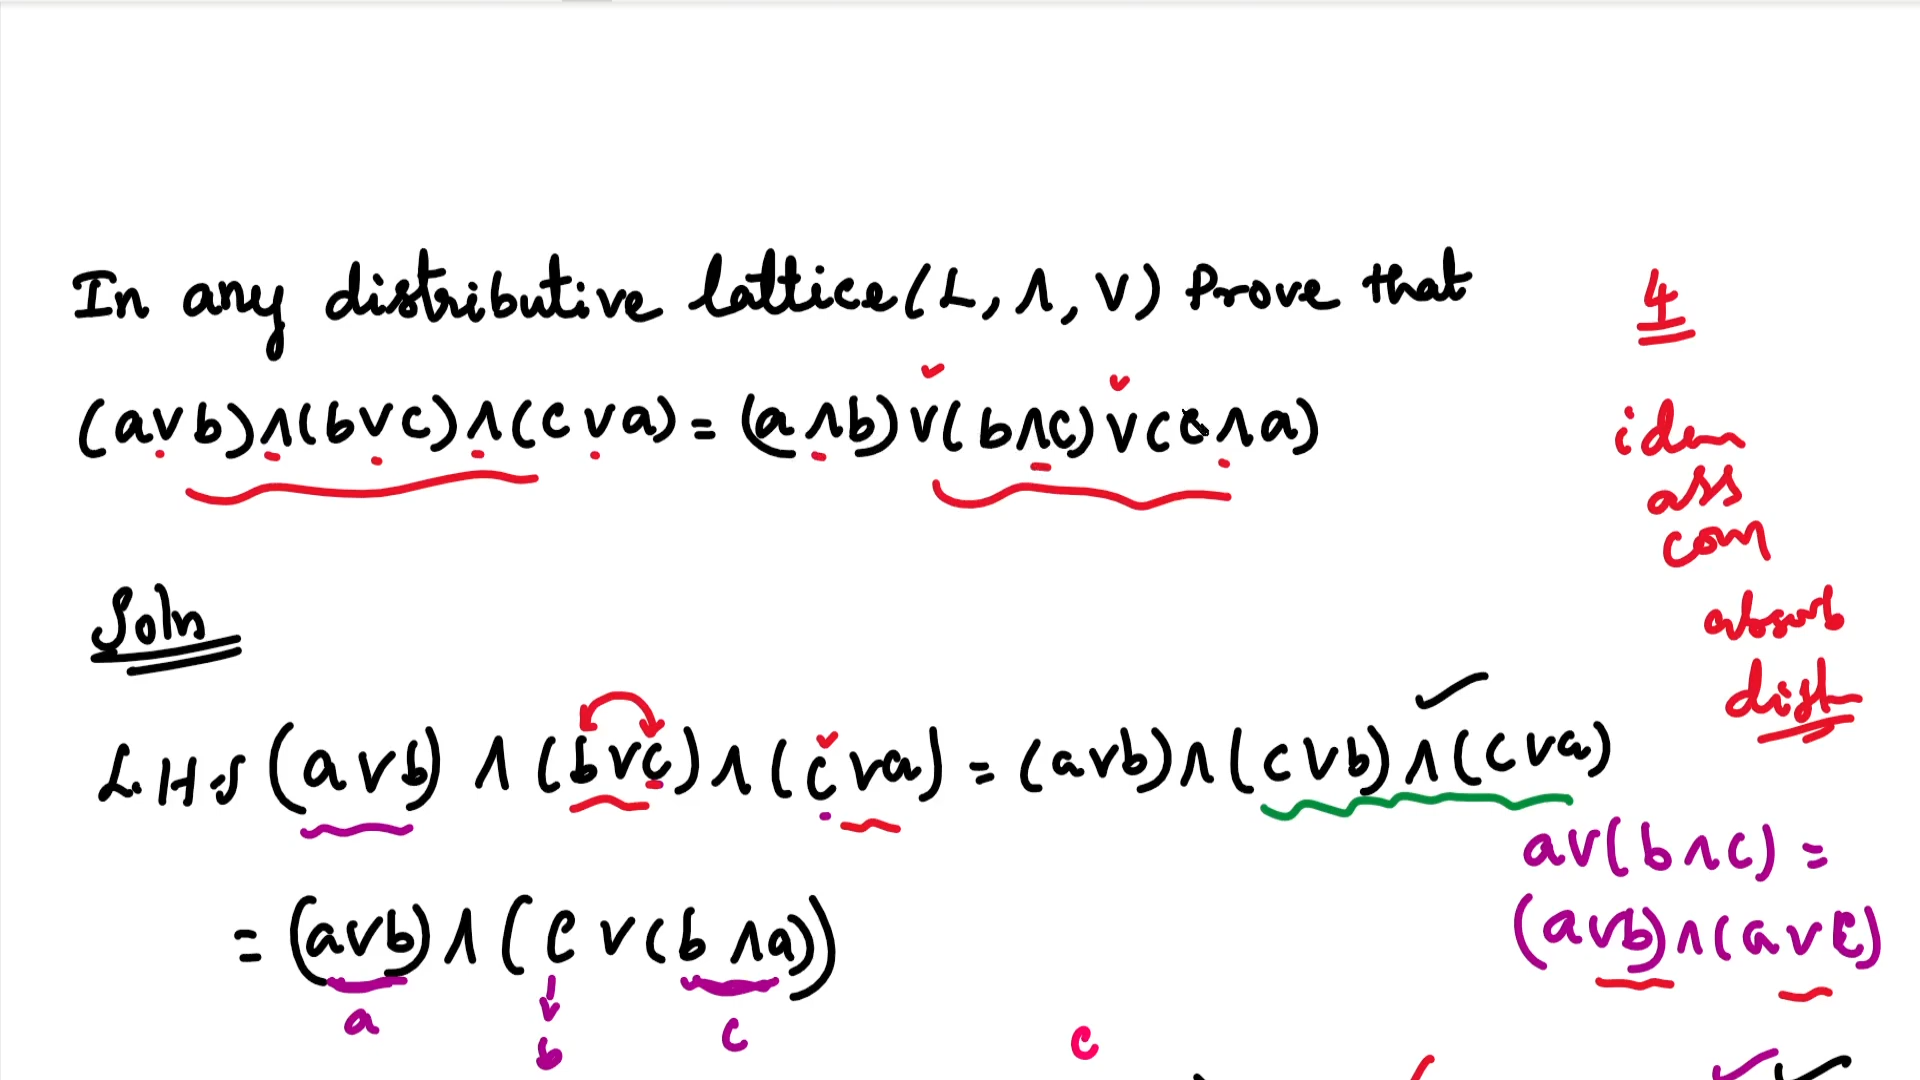 In any distributive lattice (L, ∧, ∨) Prove that
4
(a∨b)∧(b∨c)∧(c∨a) = (a∧b)∨(b∧c)∨(c∧a)
iden
ass
com
Soln
absorb
dist
L.H.S (a∨b) ∧ (b∨c) ∧ (c∨a) = (a∨b)∧(c∨b)∧(c∨a)
a∨(b∧c) =
(a∨b)∧(a∨c)
= (a∨b) ∧ (c ∨ (b∧a))
a
b
c
c